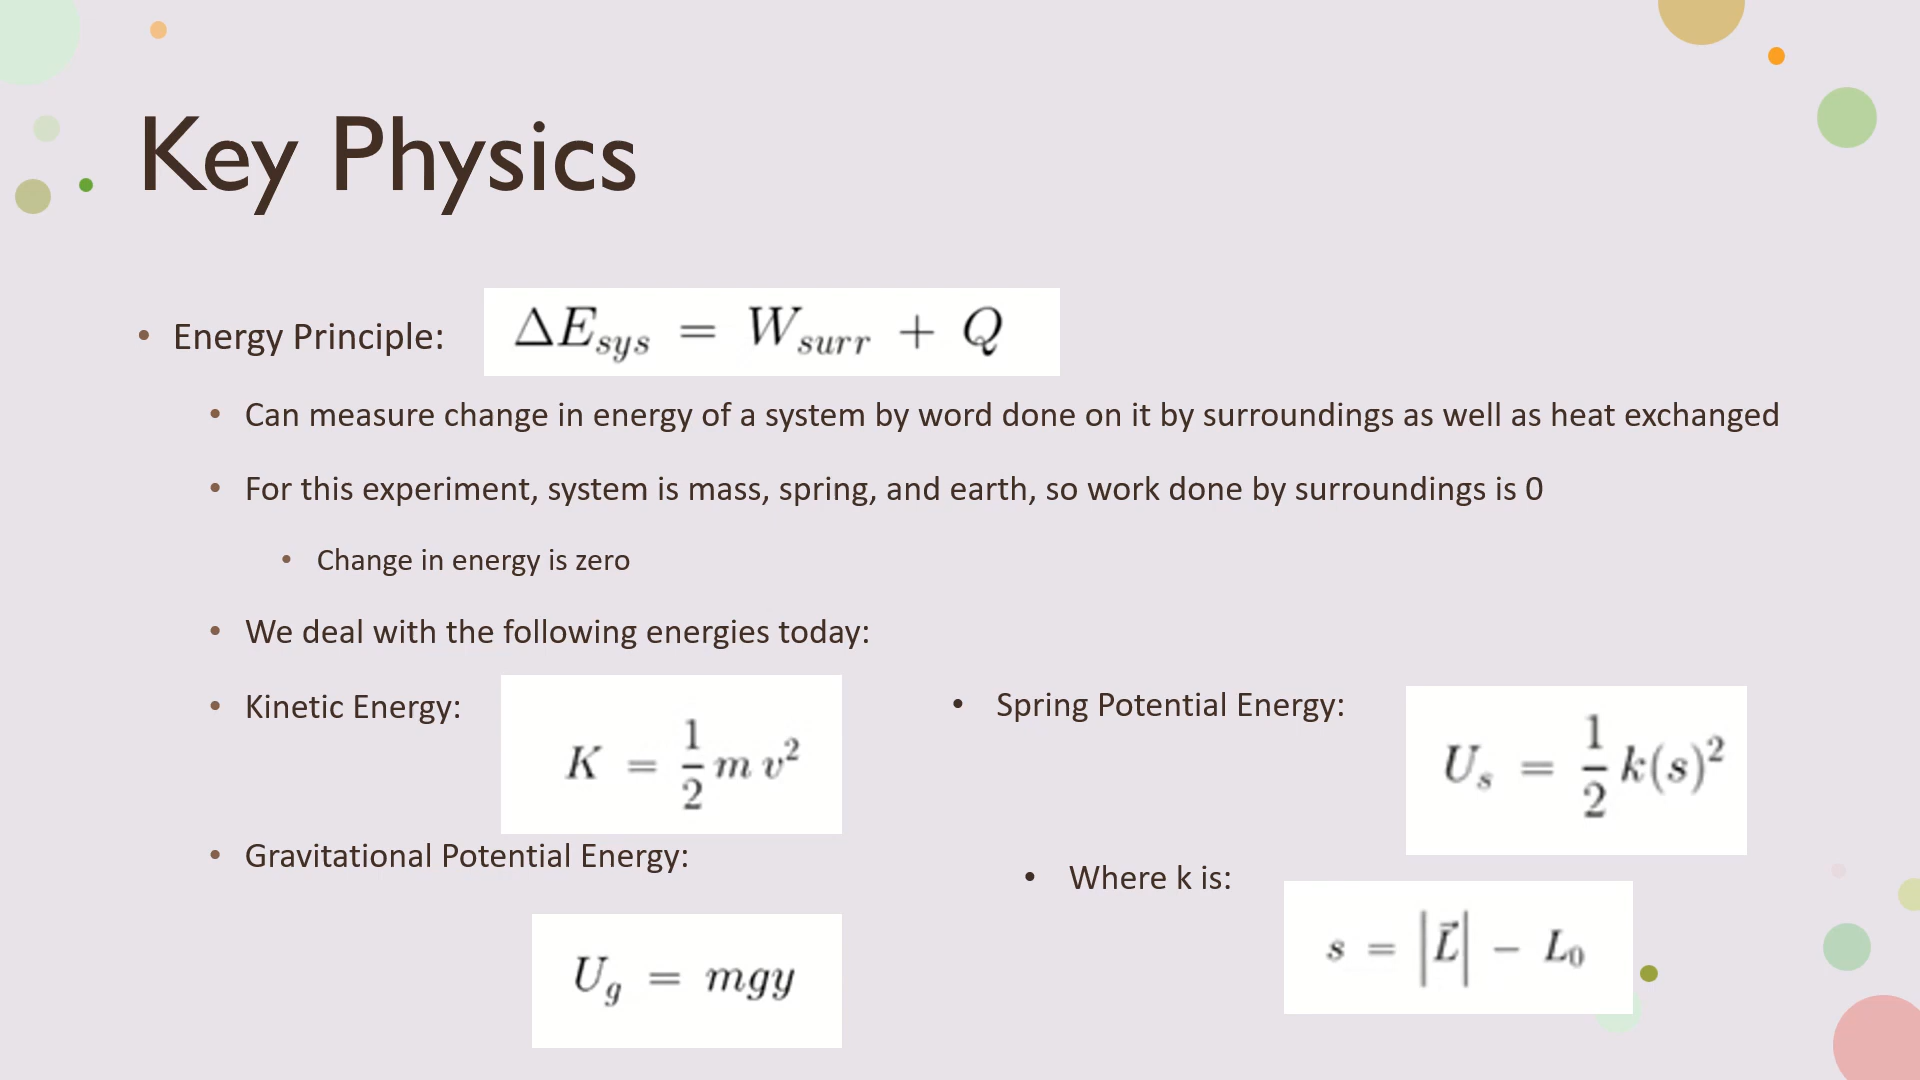 Key Physics
• Energy Principle: ΔE_sys = W_surr + Q
• Can measure change in energy of a system by word done on it by surroundings as well as heat exchanged
• For this experiment, system is mass, spring, and earth, so work done by surroundings is 0
• Change in energy is zero
• We deal with the following energies today:
• Kinetic Energy: K = 1/2 m v²
• Gravitational Potential Energy:
U_g = mgy
• Spring Potential Energy: U_s = 1/2 k(s)²
• Where k is: s = |L⃗| − L₀